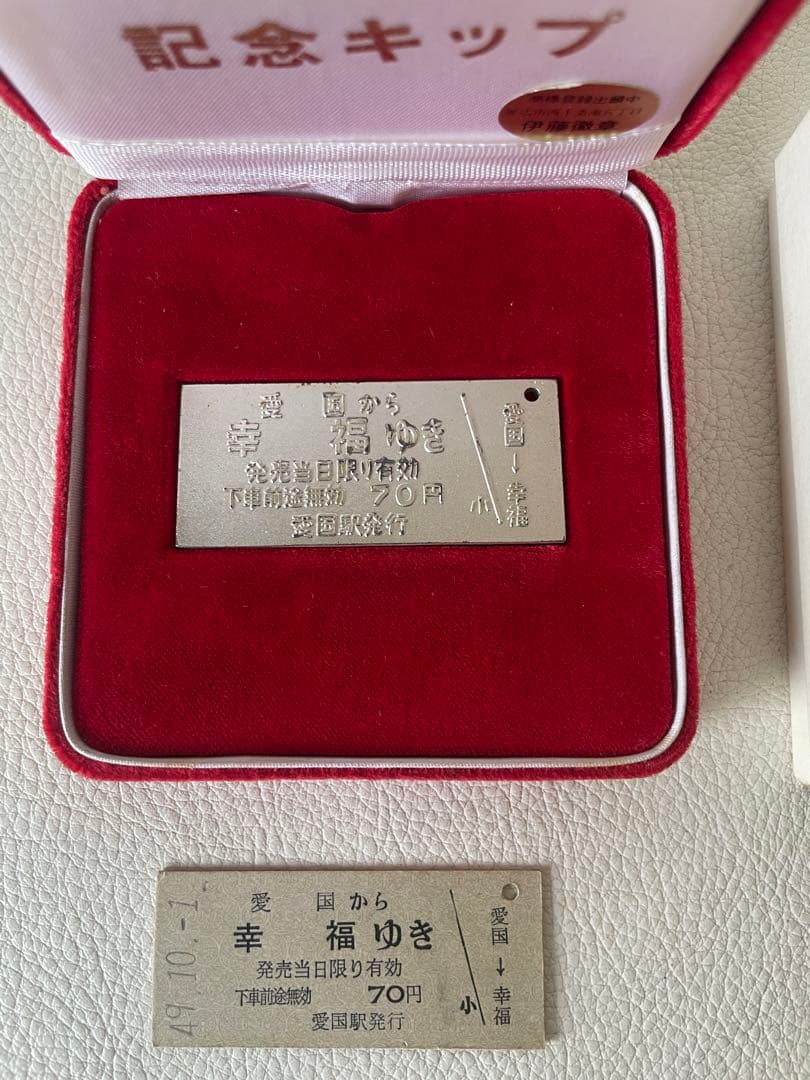 記念キップ
伊藤徽章
愛国から
幸福ゆき
発売当日限り有効
下車前途無効 70円
愛国駅発行
小
愛国→幸福
49.10.-1.
愛国から
幸福ゆき
発売当日限り有効
下車前途無効 70円
愛国駅発行
小
愛国→幸福